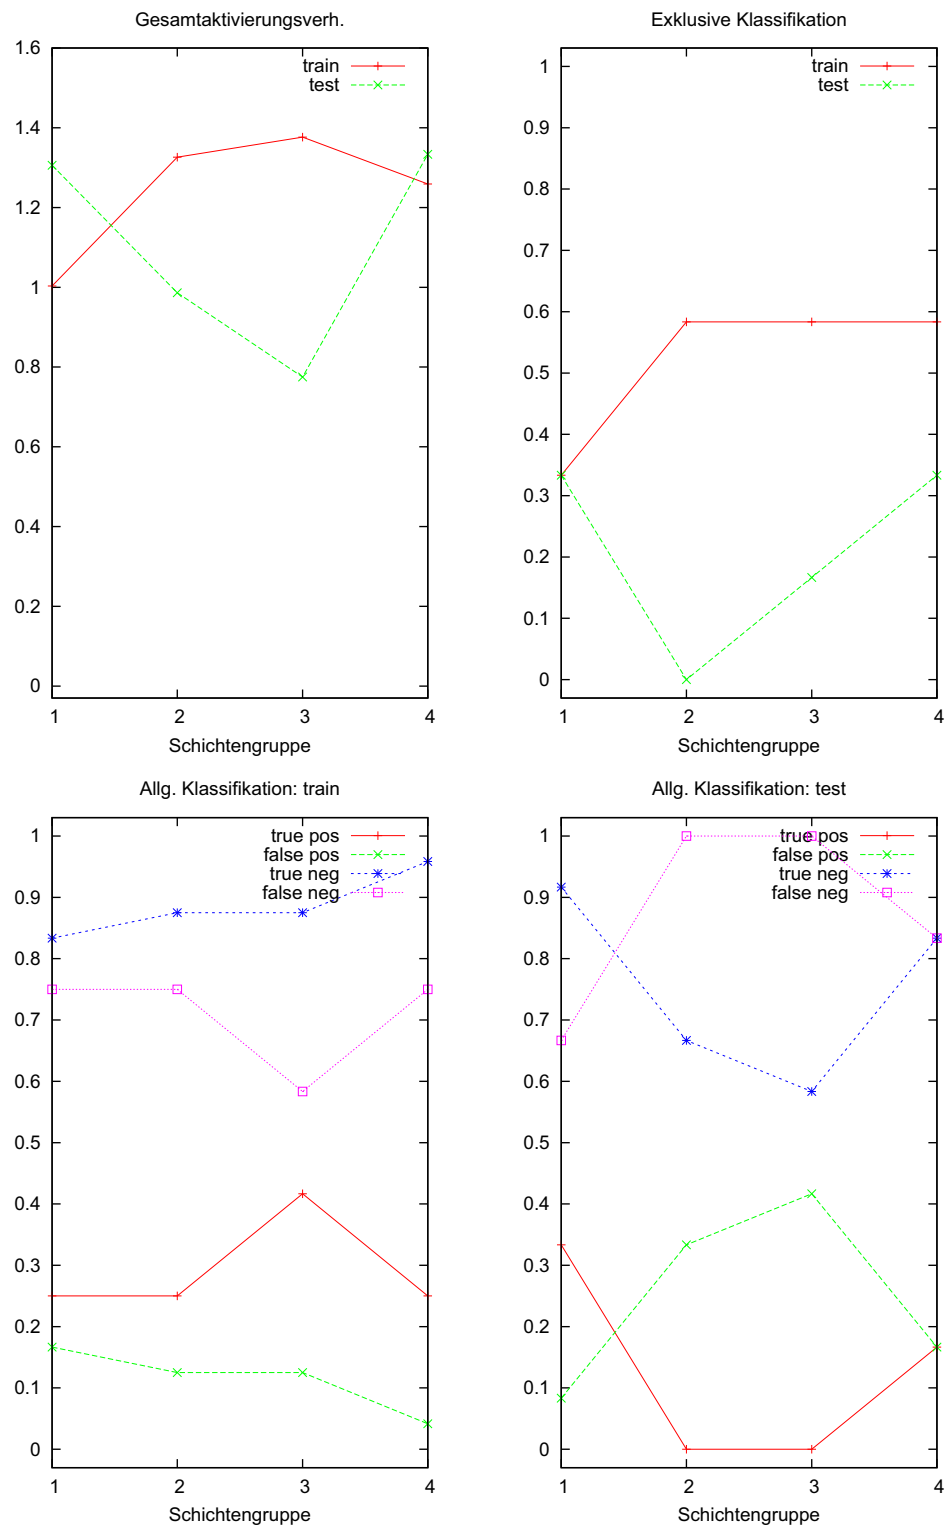 Gesamtaktivierungsverh.
train
test
1.6
1.4
1.2
1
0.8
0.6
0.4
0.2
0
1 2 3 4
Schichtengruppe
Exklusive Klassifikation
train
test
1
0.9
0.8
0.7
0.6
0.5
0.4
0.3
0.2
0.1
0
1 2 3 4
Schichtengruppe
Allg. Klassifikation: train
true pos
false pos
true neg
false neg
1
0.9
0.8
0.7
0.6
0.5
0.4
0.3
0.2
0.1
0
1 2 3 4
Schichtengruppe
Allg. Klassifikation: test
true pos
false pos
true neg
false neg
1
0.9
0.8
0.7
0.6
0.5
0.4
0.3
0.2
0.1
0
1 2 3 4
Schichtengruppe